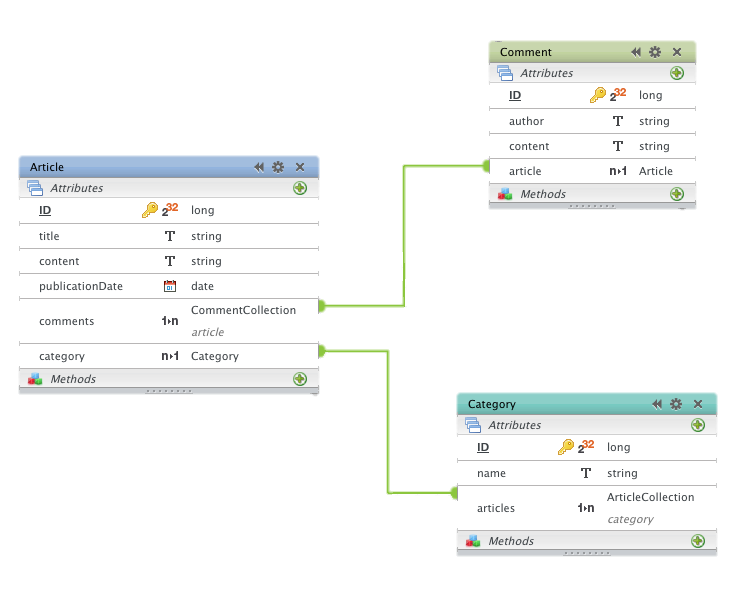 Comment
Attributes
ID 2³² long
author T string
content T string
article n▸1 Article
Methods
Article
Attributes
ID 2³² long
title T string
content T string
publicationDate 01 date
comments 1▸n CommentCollection
article
category n▸1 Category
Methods
Category
Attributes
ID 2³² long
name T string
articles 1▸n ArticleCollection
category
Methods